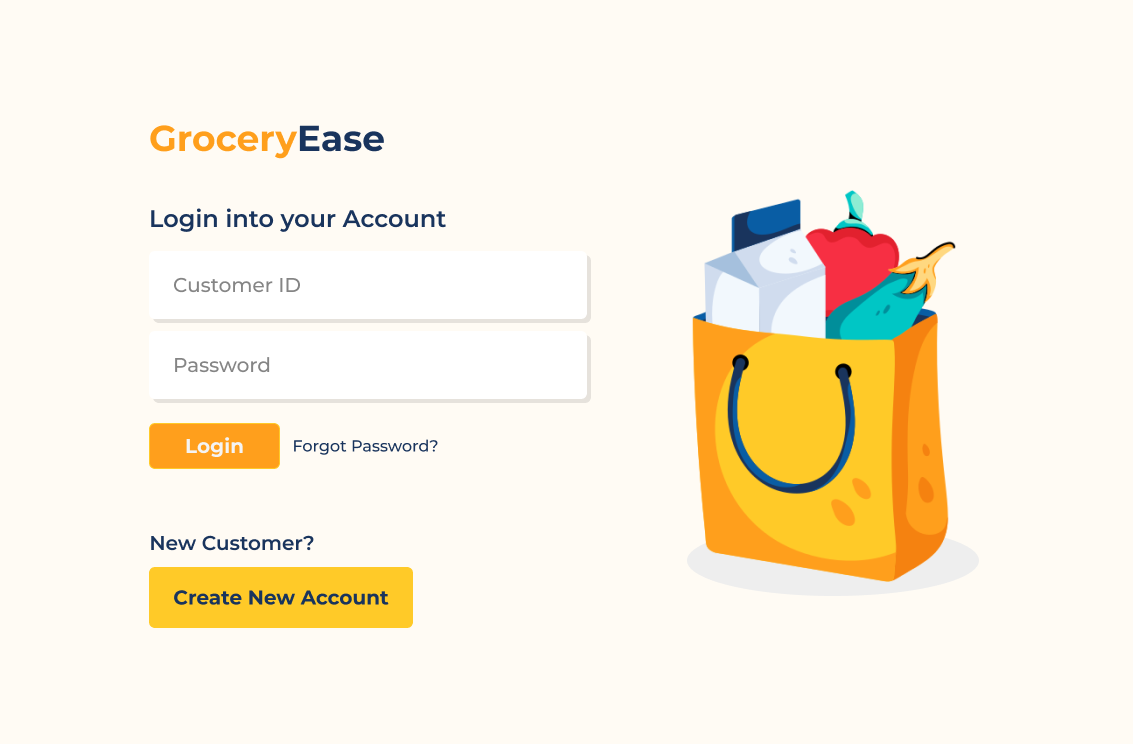 GroceryEase
Login into your Account
Customer ID
Password
Login Forgot Password?
New Customer?
Create New Account